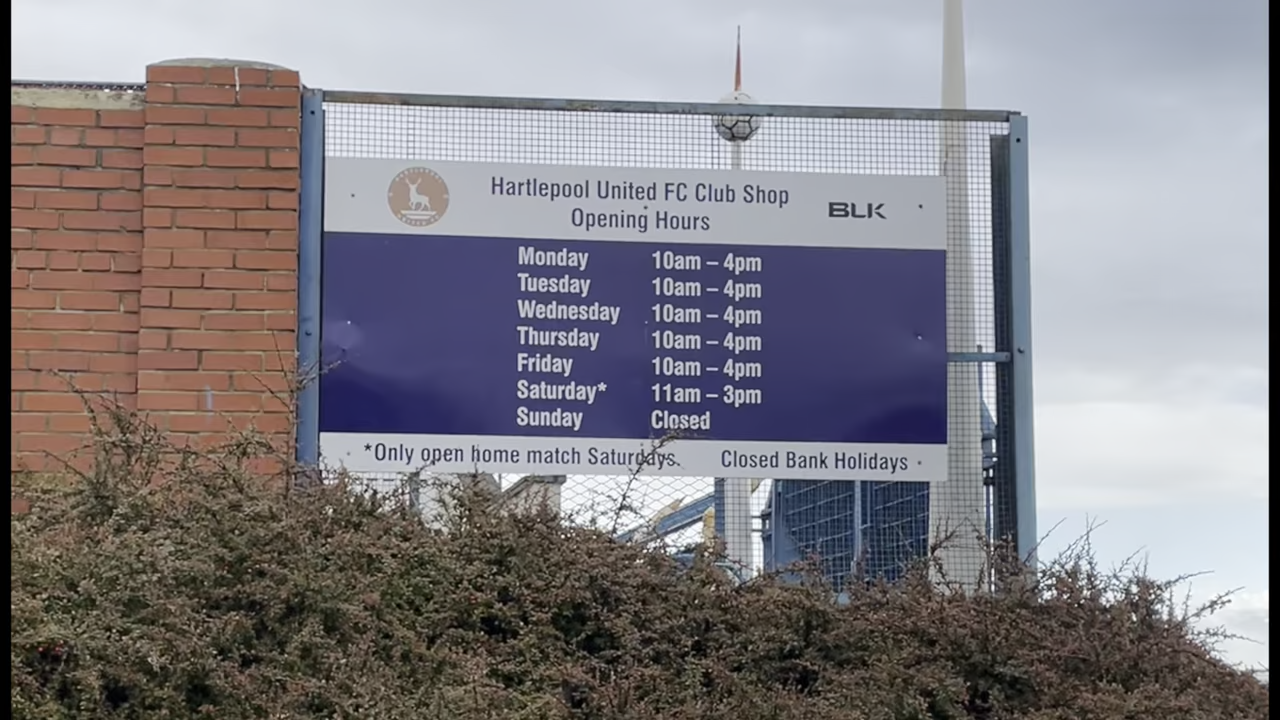 Hartlepool United FC Club Shop
Opening Hours
BLK
Monday 10am – 4pm
Tuesday 10am – 4pm
Wednesday 10am – 4pm
Thursday 10am – 4pm
Friday 10am – 4pm
Saturday* 11am – 3pm
Sunday Closed
*Only open home match Saturdays. Closed Bank Holidays